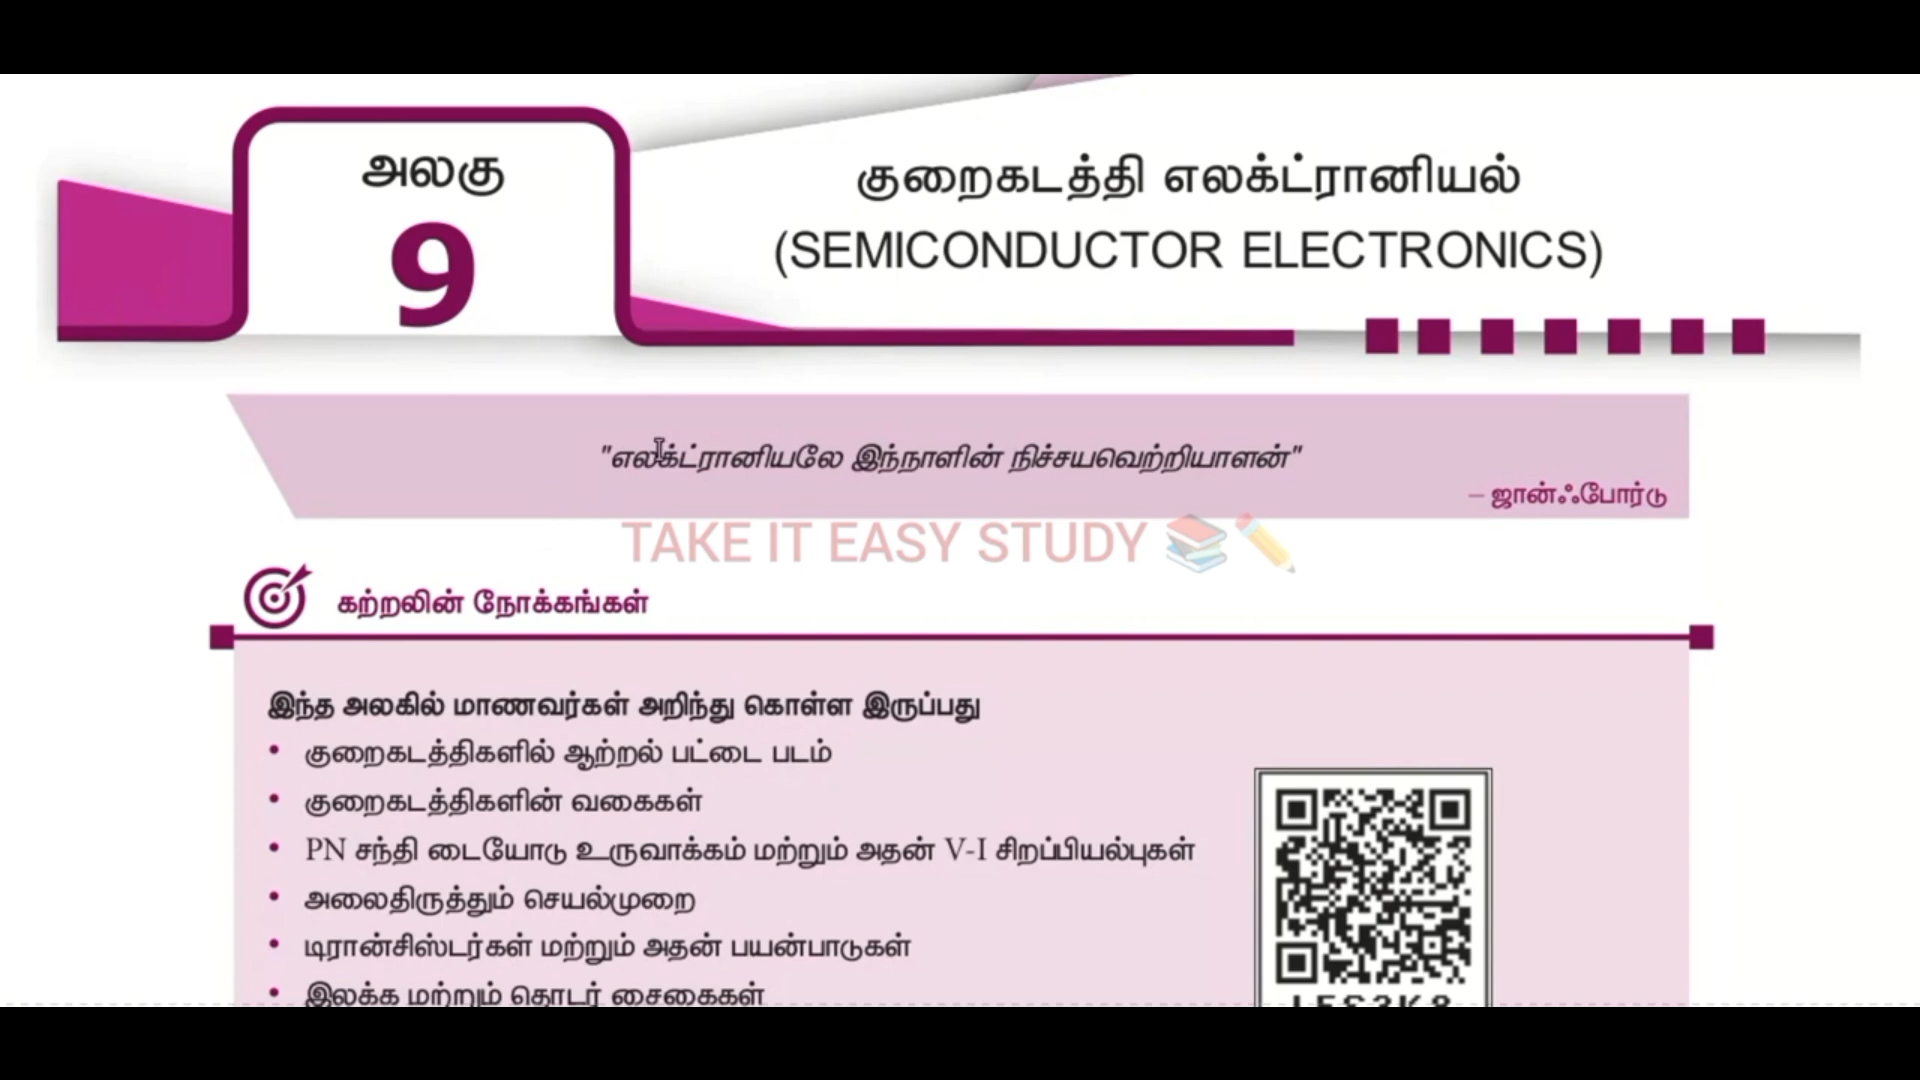 அலகு
9
குறைகடத்தி எலக்ட்ரானியல்
(SEMICONDUCTOR ELECTRONICS)
"எலக்ட்ரானியலே இந்நாளின் நிச்சயவெற்றியாளன்"
– ஜான்ஃபோர்டு
TAKE IT EASY STUDY 📚✏️
கற்றலின் நோக்கங்கள்
இந்த அலகில் மாணவர்கள் அறிந்து கொள்ள இருப்பது
• குறைகடத்திகளில் ஆற்றல் பட்டை படம்
• குறைகடத்திகளின் வகைகள்
• PN சந்தி டையோடு உருவாக்கம் மற்றும் அதன் V-I சிறப்பியல்புகள்
• அலைதிருத்தும் செயல்முறை
• டிரான்சிஸ்டர்கள் மற்றும் அதன் பயன்பாடுகள்
• இலக்க மற்றும் தொடர் சைகைகள்